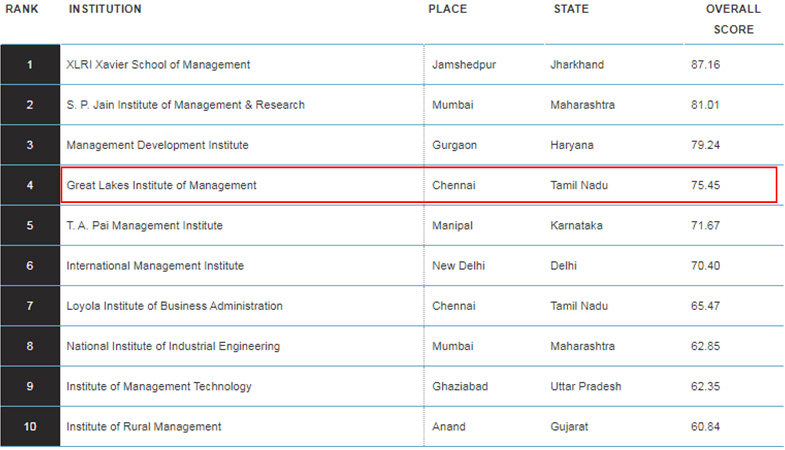 RANK INSTITUTION PLACE STATE OVERALL
SCORE
1 XLRI Xavier School of Management Jamshedpur Jharkhand 87.16
2 S. P. Jain Institute of Management & Research Mumbai Maharashtra 81.01
3 Management Development Institute Gurgaon Haryana 79.24
4 Great Lakes Institute of Management Chennai Tamil Nadu 75.45
5 T. A. Pai Management Institute Manipal Karnataka 71.67
6 International Management Institute New Delhi Delhi 70.40
7 Loyola Institute of Business Administration Chennai Tamil Nadu 65.47
8 National Institute of Industrial Engineering Mumbai Maharashtra 62.85
9 Institute of Management Technology Ghaziabad Uttar Pradesh 62.35
10 Institute of Rural Management Anand Gujarat 60.84